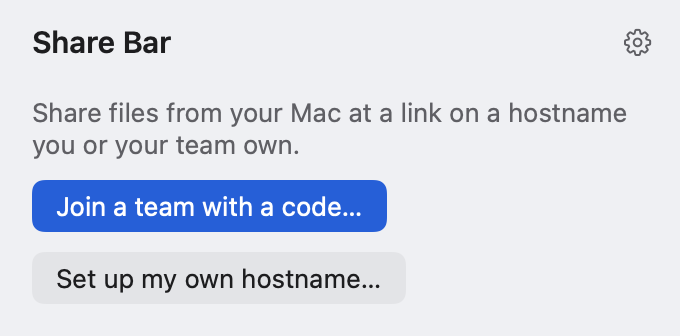 Share Bar
Share files from your Mac at a link on a hostname
you or your team own.
Join a team with a code...
Set up my own hostname...